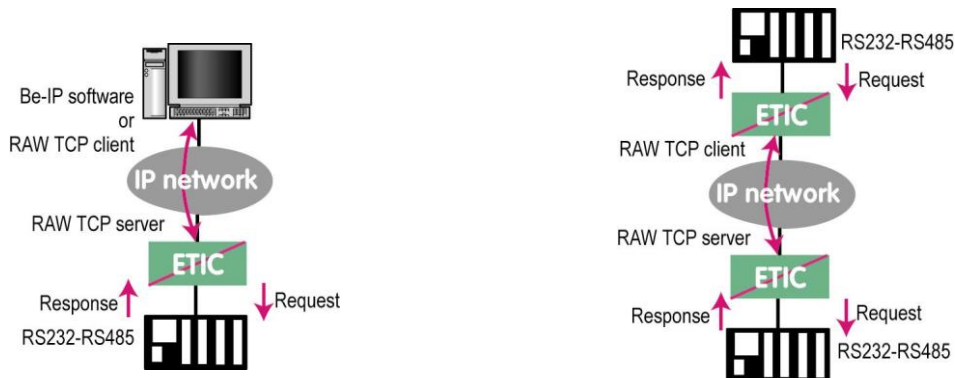 Be-IP software
or
RAW TCP client
IP network
RAW TCP server
ETIC
Response
Request
RS232-RS485
RS232-RS485
Response
Request
ETIC
RAW TCP client
IP network
RAW TCP server
ETIC
Response
Request
RS232-RS485